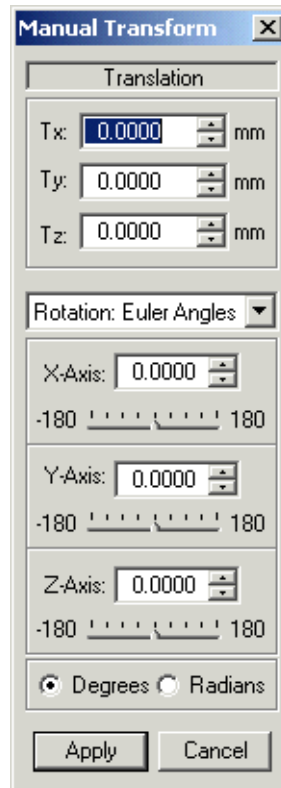 Manual Transform
Translation
Tx: 0.0000 mm
Ty: 0.0000 mm
Tz: 0.0000 mm
Rotation: Euler Angles
X-Axis: 0.0000
-180 180
Y-Axis: 0.0000
-180 180
Z-Axis: 0.0000
-180 180
Degrees Radians
Apply Cancel